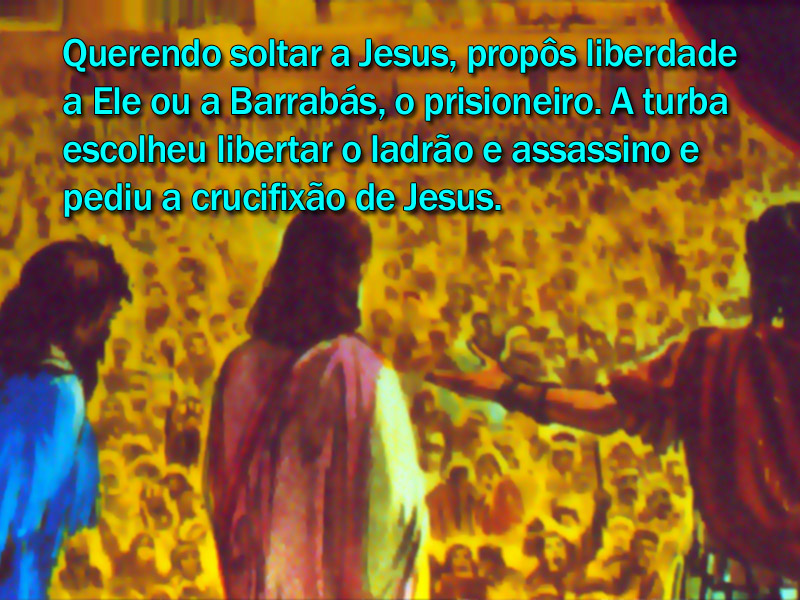 Querendo soltar a Jesus, propôs liberdade
a Ele ou a Barrabás, o prisioneiro. A turba
escolheu libertar o ladrão e assassino e
pediu a crucifixão de Jesus.